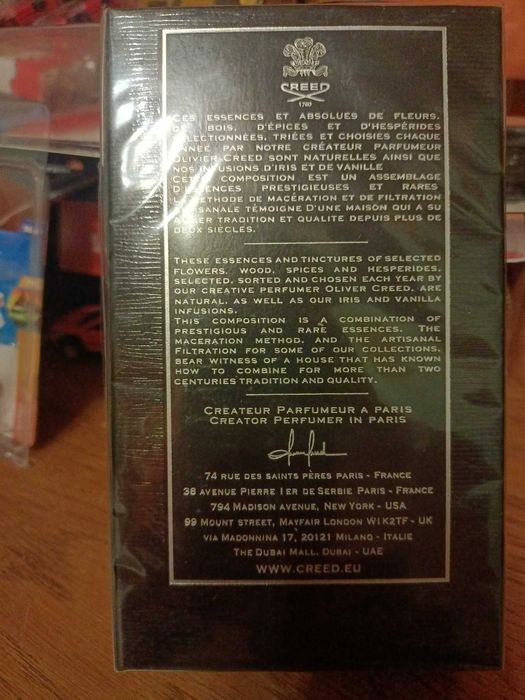 CREED
1760
CES ESSENCES ET ABSOLUES DE FLEURS,
DE BOIS, D'ÉPICES ET D'HESPÉRIDES
SÉLECTIONNÉES, TRIÉES ET CHOISIES CHAQUE
ANNÉE PAR NOTRE CRÉATEUR PARFUMEUR
OLIVIER CREED SONT NATURELLES AINSI QUE
NOS INFUSIONS D'IRIS ET DE VANILLE
CETTE COMPOSITION EST UN ASSEMBLAGE
D'ESSENCES PRESTIGIEUSES ET RARES
LA METHODE DE MACÉRATION ET DE FILTRATION
ARTISANALE TÉMOIGNE D'UNE MAISON QUI A SU
ALLIER TRADITION ET QUALITE DEPUIS PLUS DE
DEUX SIÈCLES.
THESE ESSENCES AND TINCTURES OF SELECTED
FLOWERS, WOOD, SPICES AND HESPERIDES,
SELECTED, SORTED AND CHOSEN EACH YEAR BY
OUR CREATIVE PERFUMER OLIVER CREED, ARE
NATURAL, AS WELL AS OUR IRIS AND VANILLA
INFUSIONS.
THIS COMPOSITION IS A COMBINATION OF
PRESTIGIOUS AND RARE ESSENCES. THE
MACERATION METHOD, AND THE ARTISANAL
FILTRATION FOR SOME OF OUR COLLECTIONS,
BEAR WITNESS OF A HOUSE THAT HAS KNOWN
HOW TO COMBINE FOR MORE THAN TWO
CENTURIES TRADITION AND QUALITY.
CREATEUR PARFUMEUR A PARIS
CREATOR PERFUMER IN PARIS
74 RUE DES SAINTS PÈRES PARIS - FRANCE
38 AVENUE PIERRE IER DE SERBIE PARIS - FRANCE
794 MADISON AVENUE, NEW YORK - USA
99 MOUNT STREET, MAYFAIR LONDON W1K2TF - UK
VIA MADONNINA 17, 20121 MILANO - ITALIE
THE DUBAI MALL, DUBAI - UAE
WWW.CREED.EU